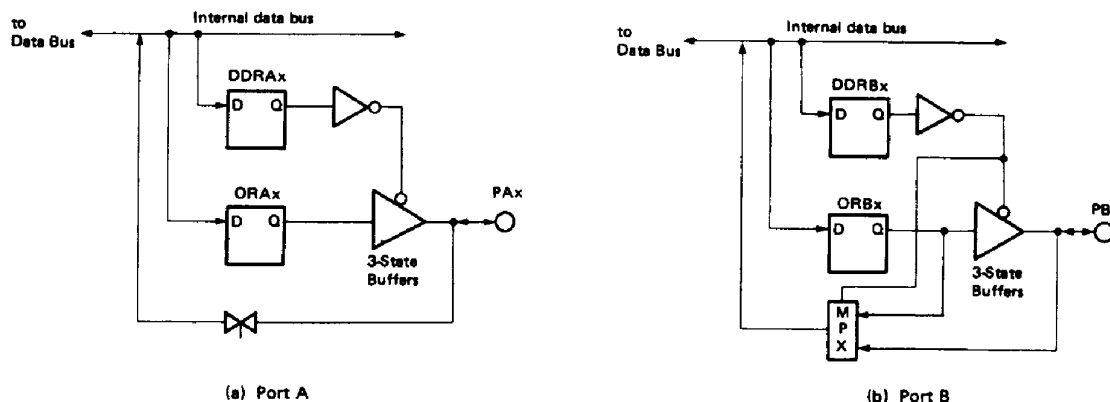 to
Data Bus
Internal data bus
DDRAx
D Q
ORAx
D Q
PAx
3-State
Buffers
(a) Port A
to
Data Bus
Internal data bus
DDRBx
D Q
ORBx
D Q
PB
3-State
Buffers
M
P
X
(b) Port B